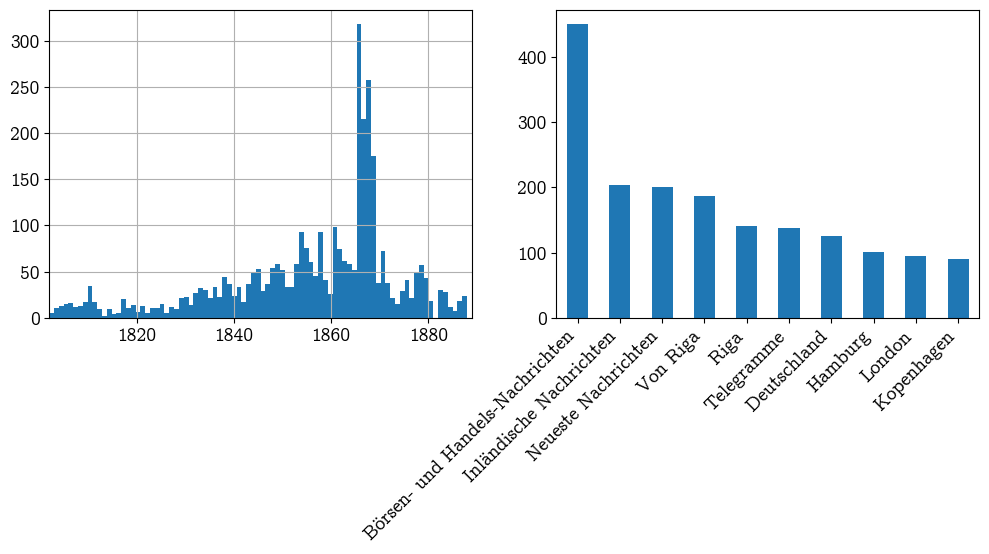 300
250
200
150
100
50
0
1820 1840 1860 1880
400
300
200
100
0
Börsen- und Handels-Nachrichten
Inländische Nachrichten
Neueste Nachrichten
Von Riga
Riga
Telegramme
Deutschland
Hamburg
London
Kopenhagen